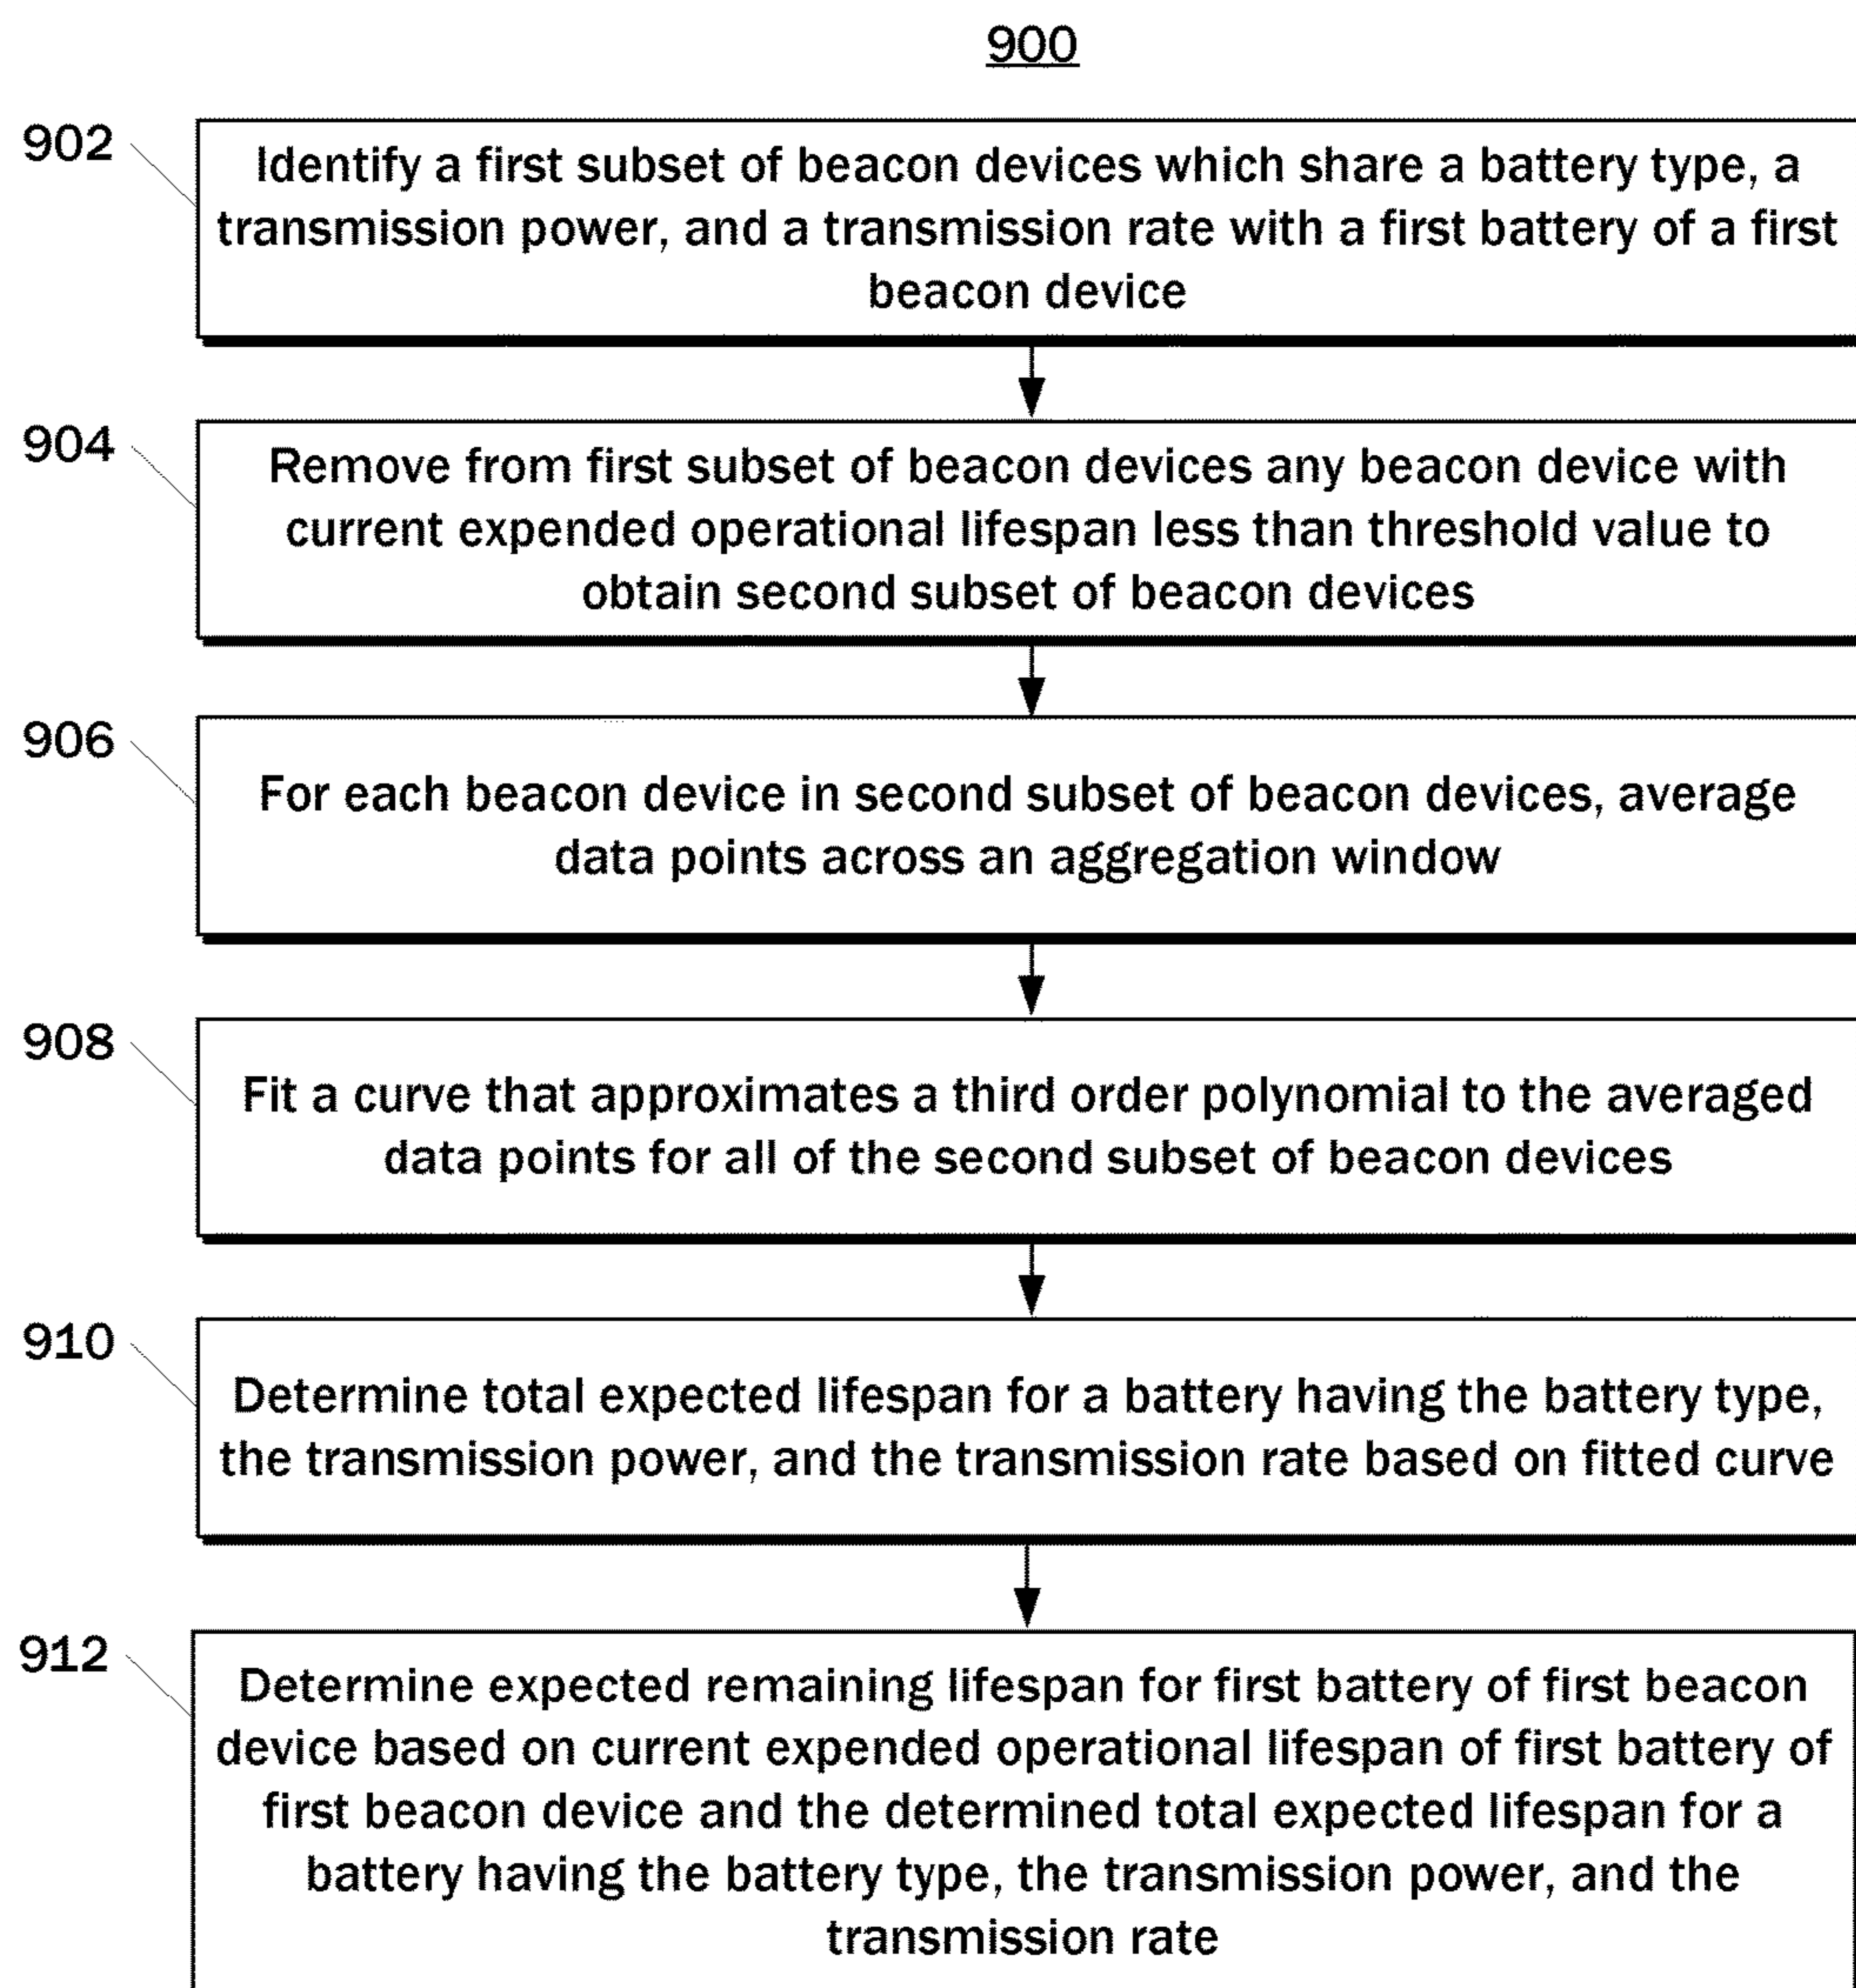 900
902
Identify a first subset of beacon devices which share a battery type, a
transmission power, and a transmission rate with a first battery of a first
beacon device
904
Remove from first subset of beacon devices any beacon device with
current expended operational lifespan less than threshold value to
obtain second subset of beacon devices
906
For each beacon device in second subset of beacon devices, average
data points across an aggregation window
908
Fit a curve that approximates a third order polynomial to the averaged
data points for all of the second subset of beacon devices
910
Determine total expected lifespan for a battery having the battery type,
the transmission power, and the transmission rate based on fitted curve
912
Determine expected remaining lifespan for first battery of first beacon
device based on current expended operational lifespan of first battery of
first beacon device and the determined total expected lifespan for a
battery having the battery type, the transmission power, and the
transmission rate